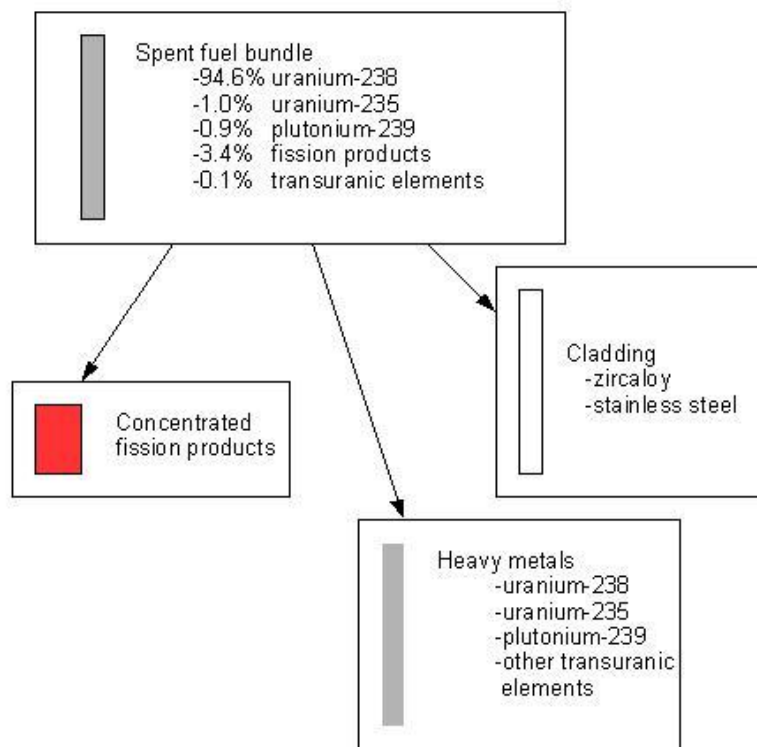 Spent fuel bundle
-94.6% uranium-238
-1.0% uranium-235
-0.9% plutonium-239
-3.4% fission products
-0.1% transuranic elements
Cladding
-zircaloy
-stainless steel
Concentrated
fission products
Heavy metals
-uranium-238
-uranium-235
-plutonium-239
-other transuranic
elements